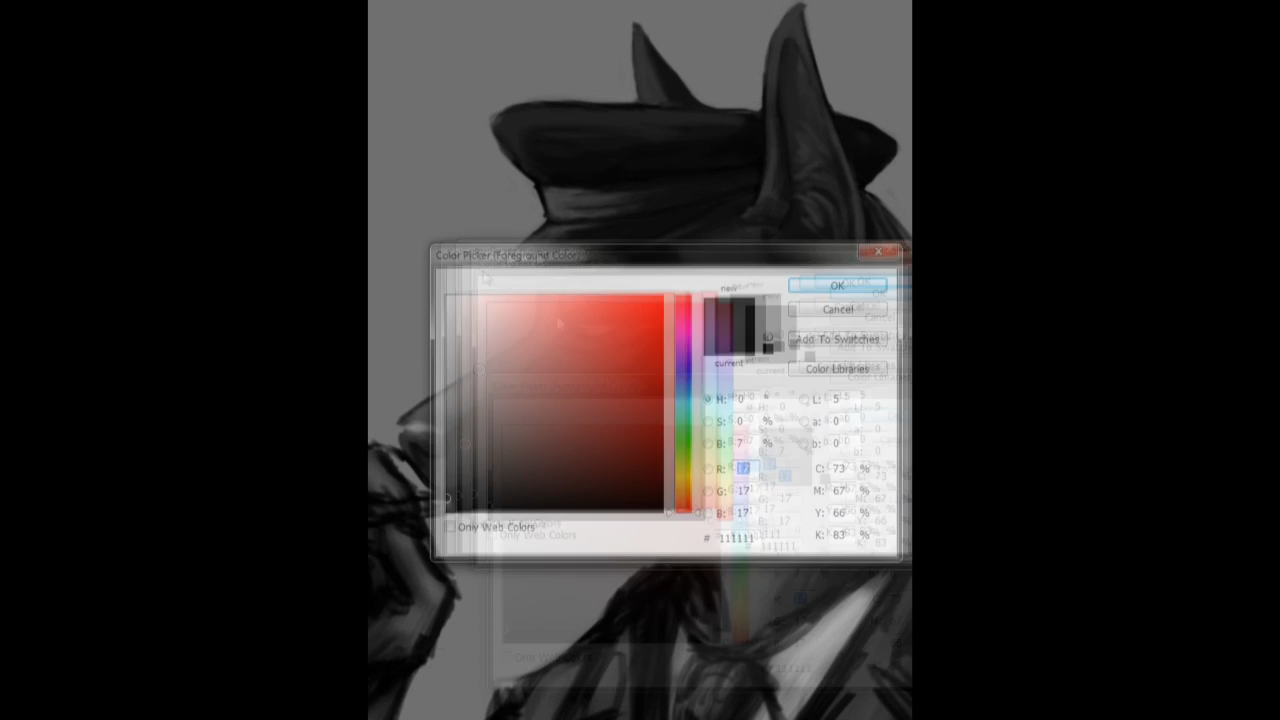 Color Picker (Foreground Color)
new
OK
Cancel
Add To Swatches
current
Color Libraries
H: 0
L: 5
S: 0 %
a: 0
B: 7 %
b: 0
R: 17
C: 73 %
G: 17
M: 67 %
B: 17
Y: 66 %
Only Web Colors
# 111111
K: 83 %